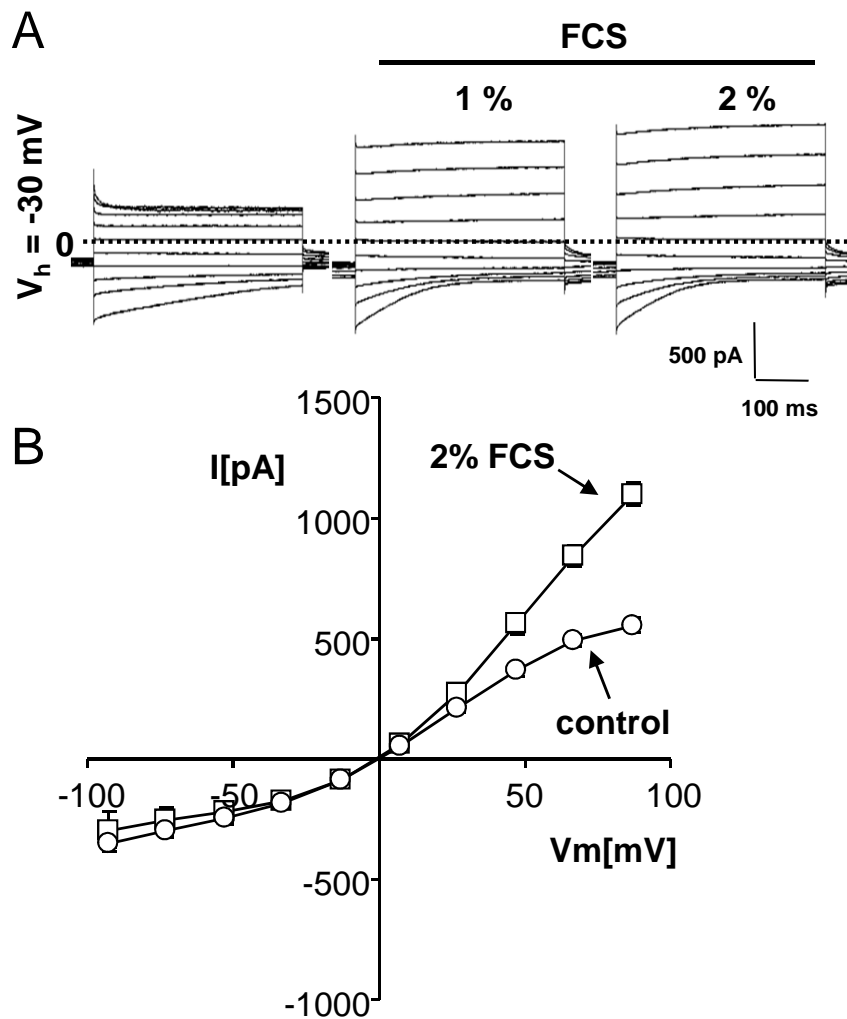 A
FCS
1 %
2 %
Vh = -30 mV
0
500 pA
100 ms
B
I[pA]
1500
1000
500
-500
-1000
2% FCS
control
-100
-50
50
100
Vm[mV]